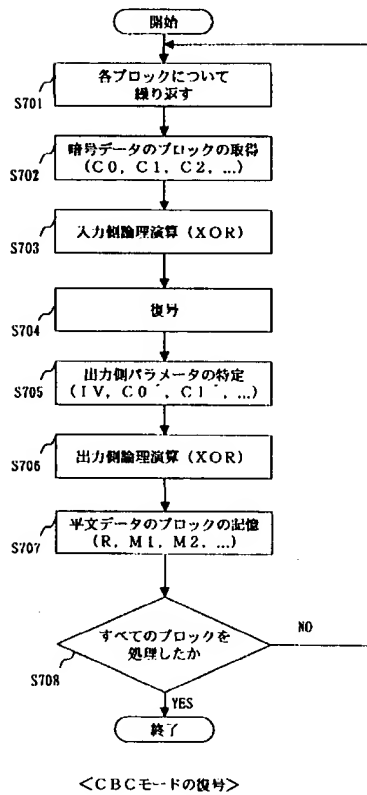 開始
S701
各ブロックについて
繰り返す
S702
暗号データのブロックの取得
(C0, C1, C2, ...)
S703
入力側論理演算 (XOR)
S704
復号
S705
出力側パラメータの特定
(IV, C0´, C1´, ...)
S706
出力側論理演算 (XOR)
S707
平文データのブロックの記憶
(R, M1, M2, ...)
すべてのブロックを
処理したか
NO
S708
YES
終了
<CBCモードの復号>